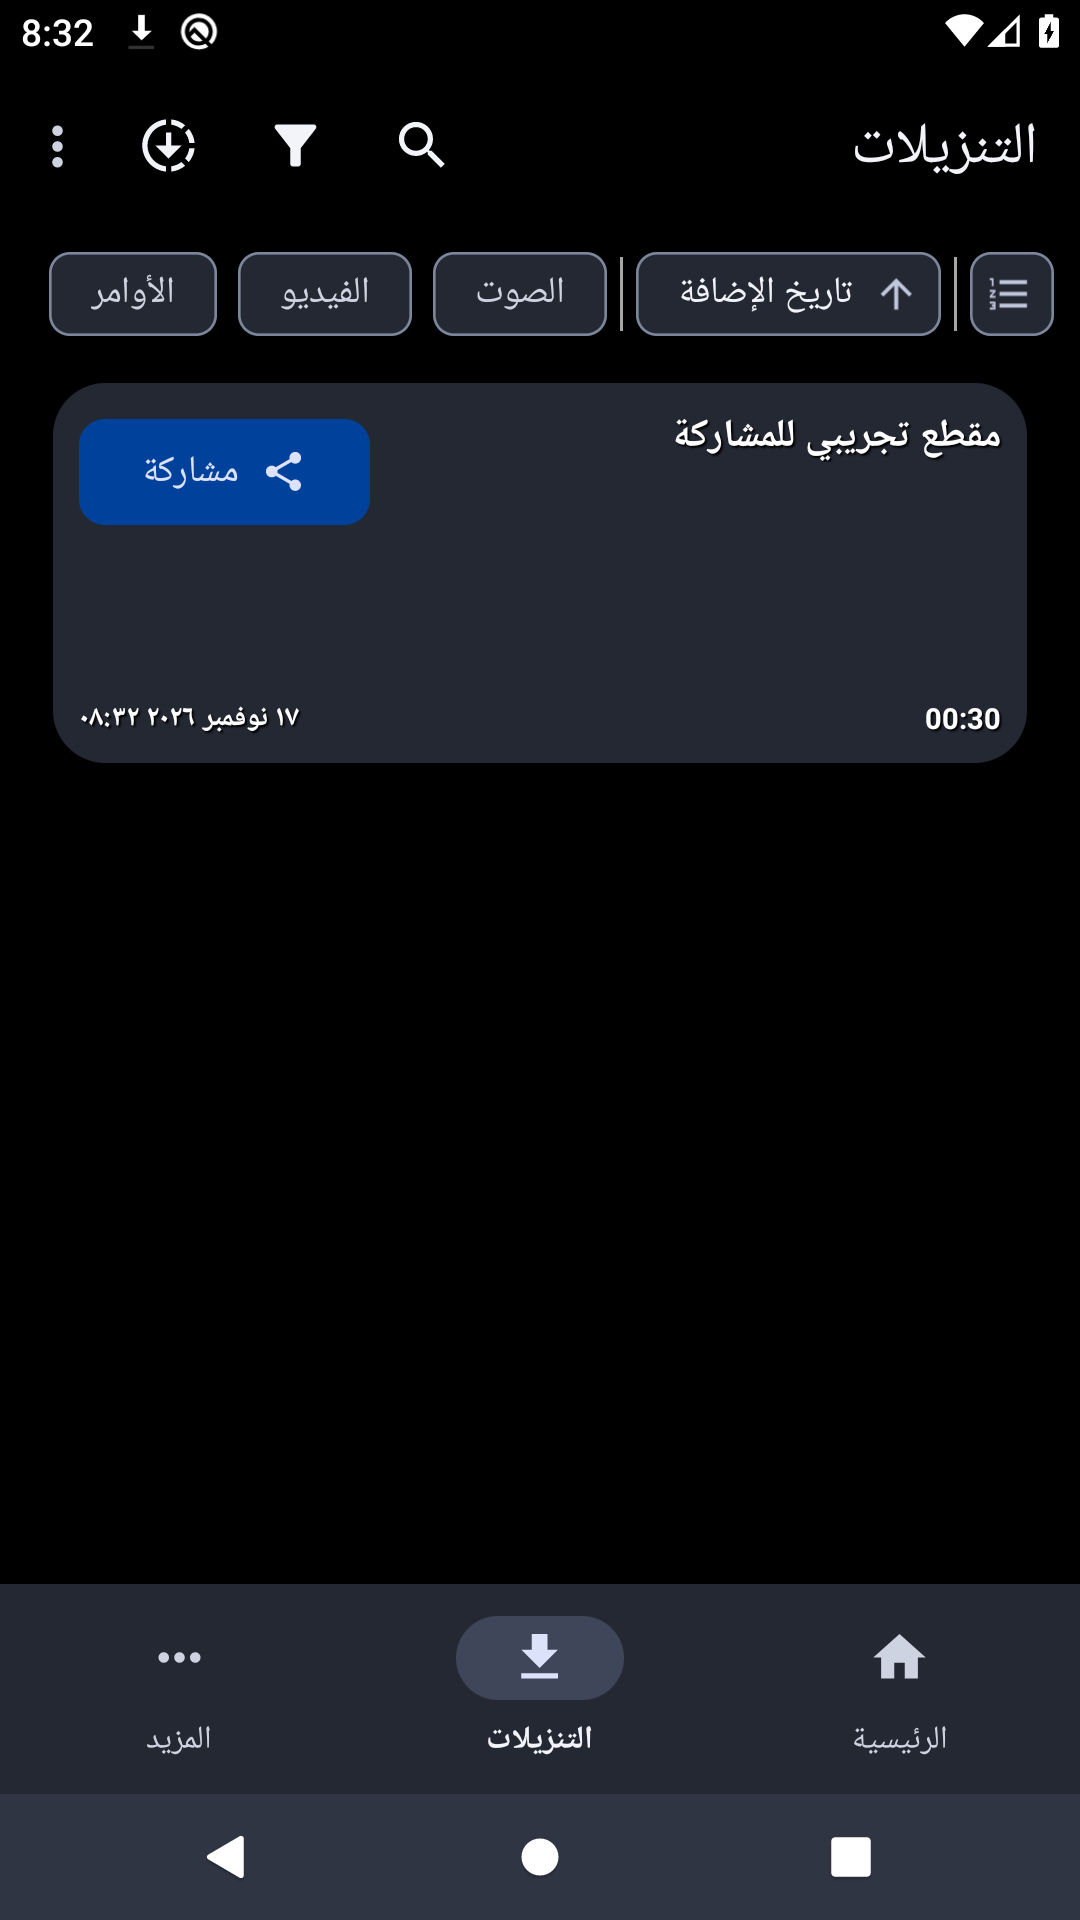 8:32
التنزيلات
تاريخ الإضافة
الصوت
الفيديو
الأوامر
مقطع تجريبي للمشاركة
مشاركة
00:30
١٧ نوفمبر ٢٠٢٦ ٠٨:٣٢
الرئيسية
التنزيلات
المزيد